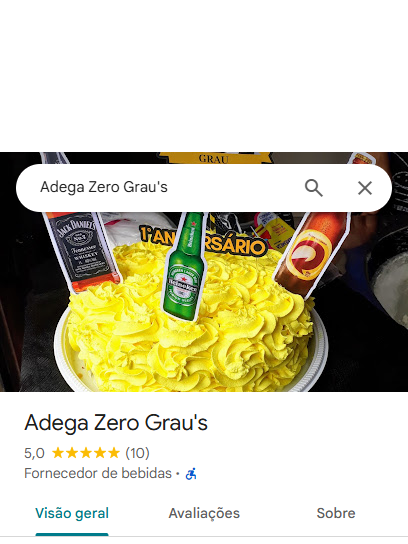 GRAU
Adega Zero Grau's
JACK DANIEL'S
Tennessee
WHISKEY
1° ANIVERSÁRIO
Heineken
Adega Zero Grau's
5,0 ★★★★★ (10)
Fornecedor de bebidas ·
Visão geral
Avaliações
Sobre